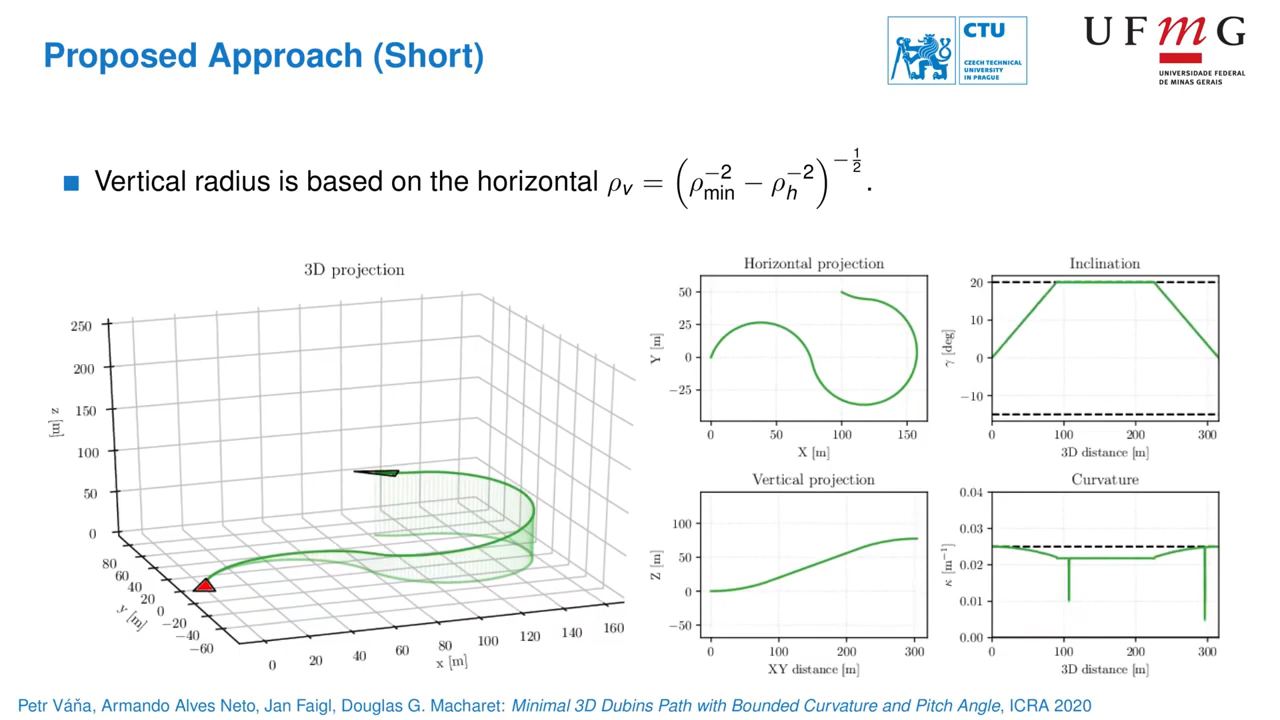 Proposed Approach (Short)
CTU
CZECH TECHNICAL
UNIVERSITY
IN PRAGUE
UFmG
UNIVERSIDADE FEDERAL
DE MINAS GERAIS
Vertical radius is based on the horizontal ρ_v = (ρ_min^{-2} − ρ_h^{-2})^{-1/2}.
3D projection
250
200
150
100
50
0
[m] z
80
60
40
20
0
−20
−40
−60
y [m]
0 20 40 60 80 100 120 140 160
x [m]
Horizontal projection
50
25
0
−25
Y [m]
0 50 100 150
X [m]
Inclination
20
10
0
−10
γ [deg]
0 100 200 300
3D distance [m]
Vertical projection
100
50
0
−50
Z [m]
0 100 200 300
XY distance [m]
Curvature
0.04
0.03
0.02
0.01
0.00
κ [m⁻¹]
0 100 200 300
3D distance [m]
Petr Váňa, Armando Alves Neto, Jan Faigl, Douglas G. Macharet: Minimal 3D Dubins Path with Bounded Curvature and Pitch Angle, ICRA 2020